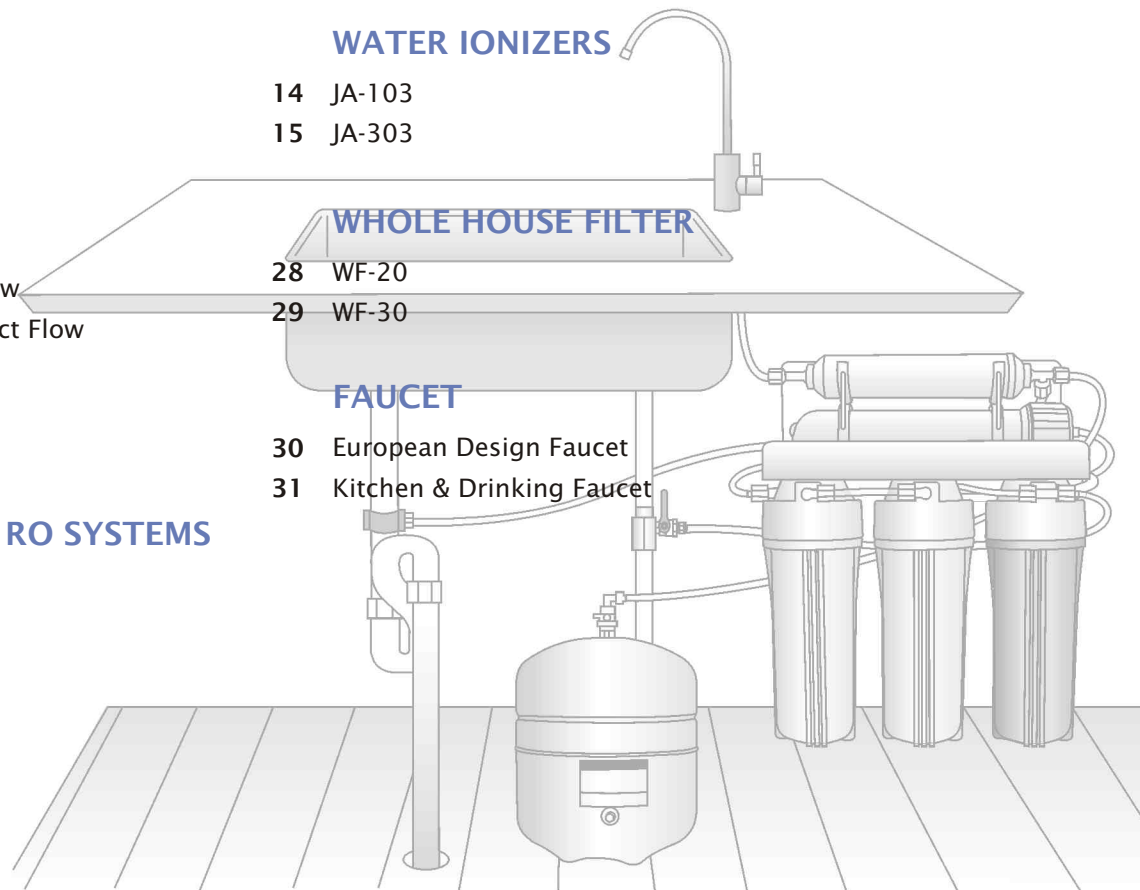 WATER IONIZERS
14 JA-103
15 JA-303
WHOLE HOUSE FILTER
28 WF-20
29 WF-30
FAUCET
30 European Design Faucet
31 Kitchen & Drinking Faucet
Flow
RO SYSTEMS